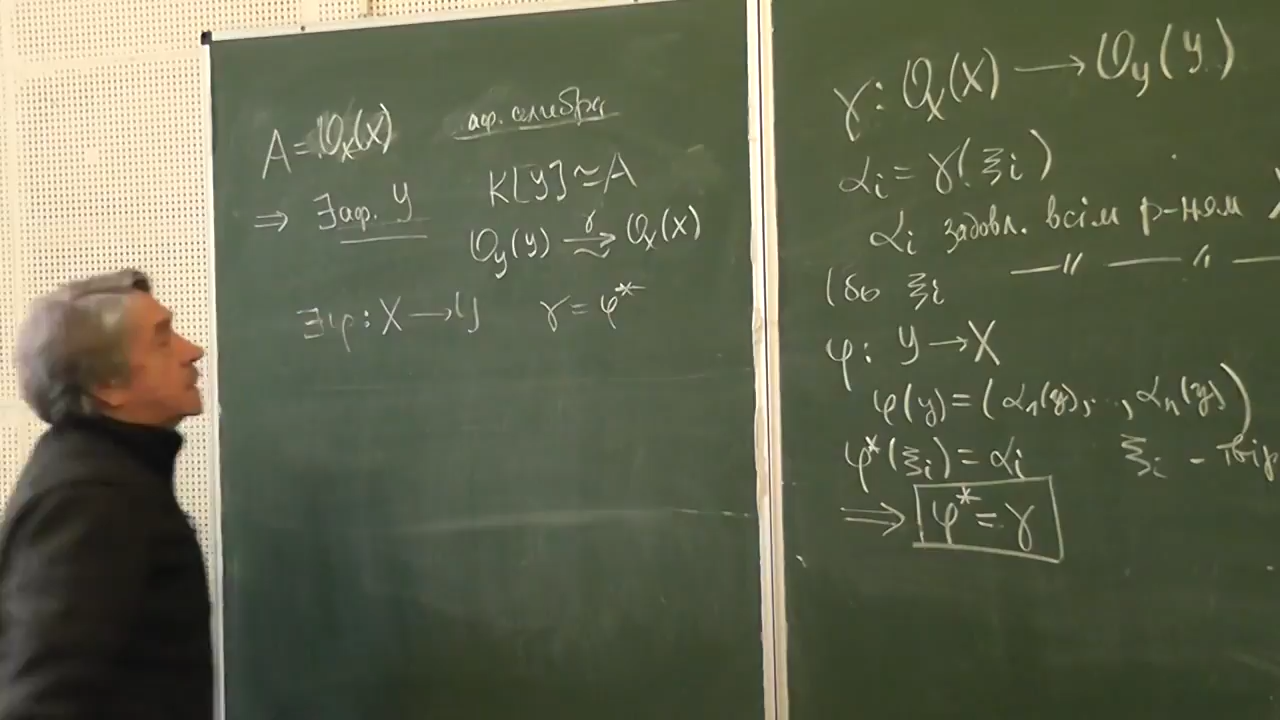 A = O_X(X) аф. алгебра
⇒ ∃ аф. Y K[Y] ≃ A
O_Y(Y) →^γ_∼ O_X(X)
∃ φ: X → Y γ = φ*
γ: O_X(X) → O_Y(Y)
α_i = γ(ξ_i)
α_i задовл. всім р-ням
(бо ξ_i —〃— —〃—
φ: Y → X
φ(y) = (α_1(y), ..., α_n(y))
φ*(ξ_i) = α_i ξ_i - твір
⇒ φ* = γ